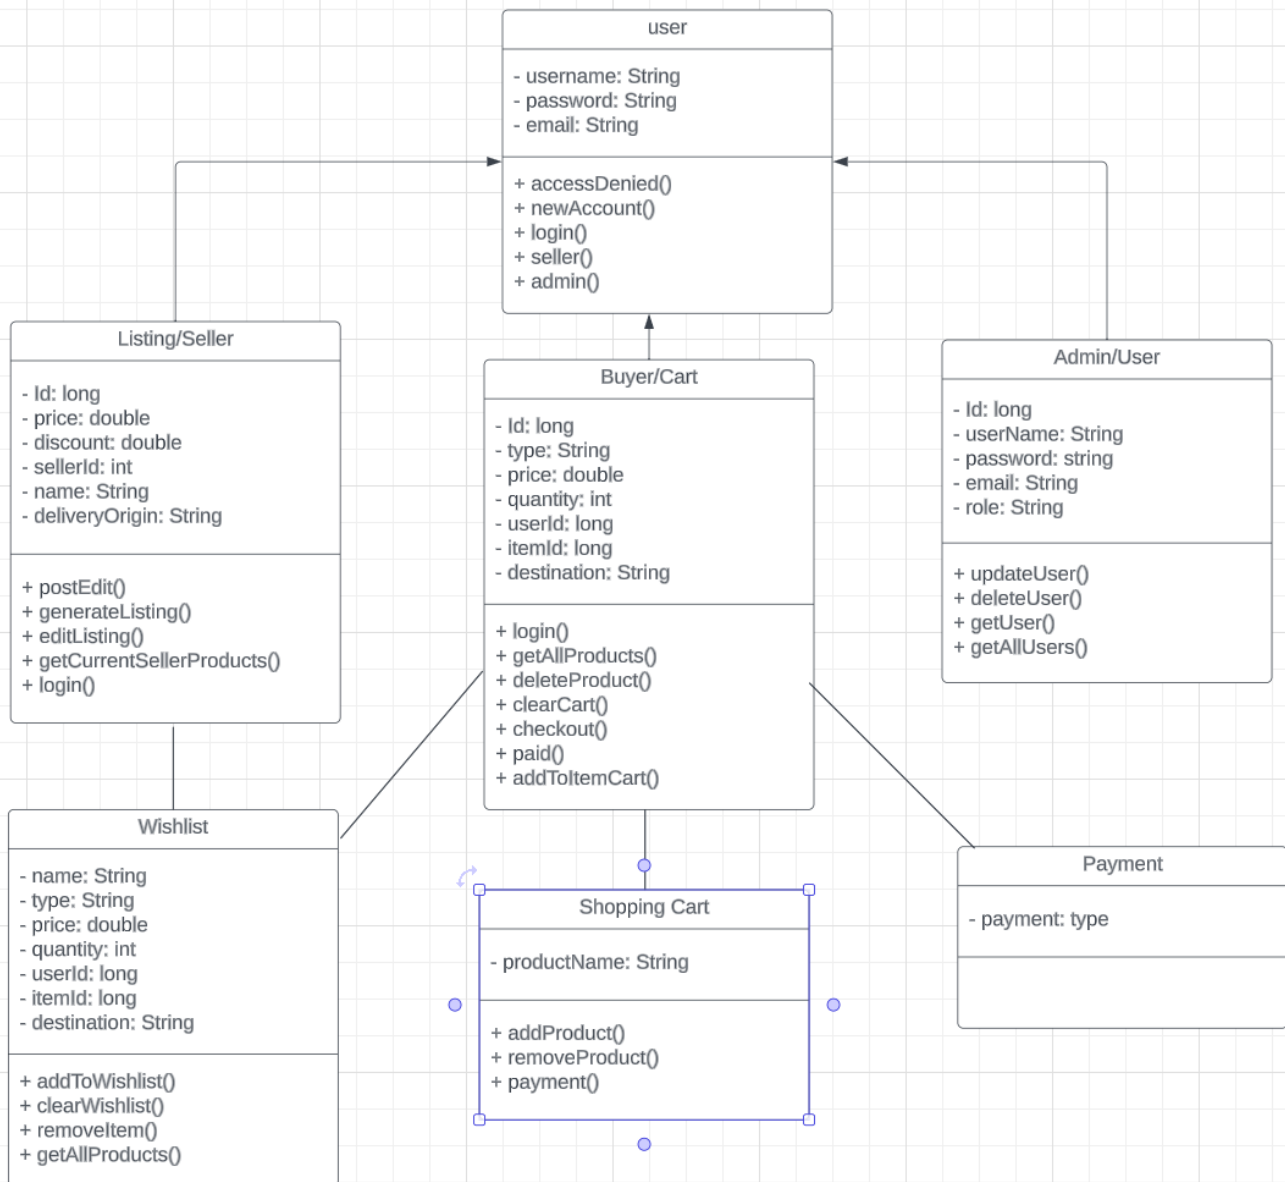 user
- username: String
- password: String
- email: String
+ accessDenied()
+ newAccount()
+ login()
+ seller()
+ admin()
Listing/Seller
- Id: long
- price: double
- discount: double
- sellerId: int
- name: String
- deliveryOrigin: String
+ postEdit()
+ generateListing()
+ editListing()
+ getCurrentSellerProducts()
+ login()
Buyer/Cart
- Id: long
- type: String
- price: double
- quantity: int
- userId: long
- itemId: long
- destination: String
+ login()
+ getAllProducts()
+ deleteProduct()
+ clearCart()
+ checkout()
+ paid()
+ addToItemCart()
Admin/User
- Id: long
- userName: String
- password: string
- email: String
- role: String
+ updateUser()
+ deleteUser()
+ getUser()
+ getAllUsers()
Wishlist
- name: String
- type: String
- price: double
- quantity: int
- userId: long
- itemId: long
- destination: String
+ addToWishlist()
+ clearWishlist()
+ removeItem()
+ getAllProducts()
Shopping Cart
- productName: String
+ addProduct()
+ removeProduct()
+ payment()
Payment
- payment: type